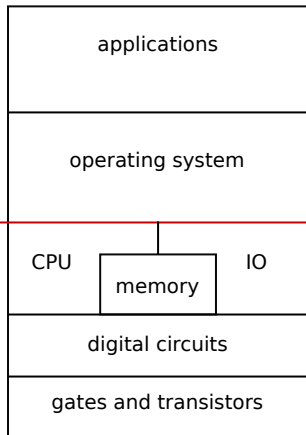 applications
operating system
CPU
IO
memory
digital circuits
gates and transistors